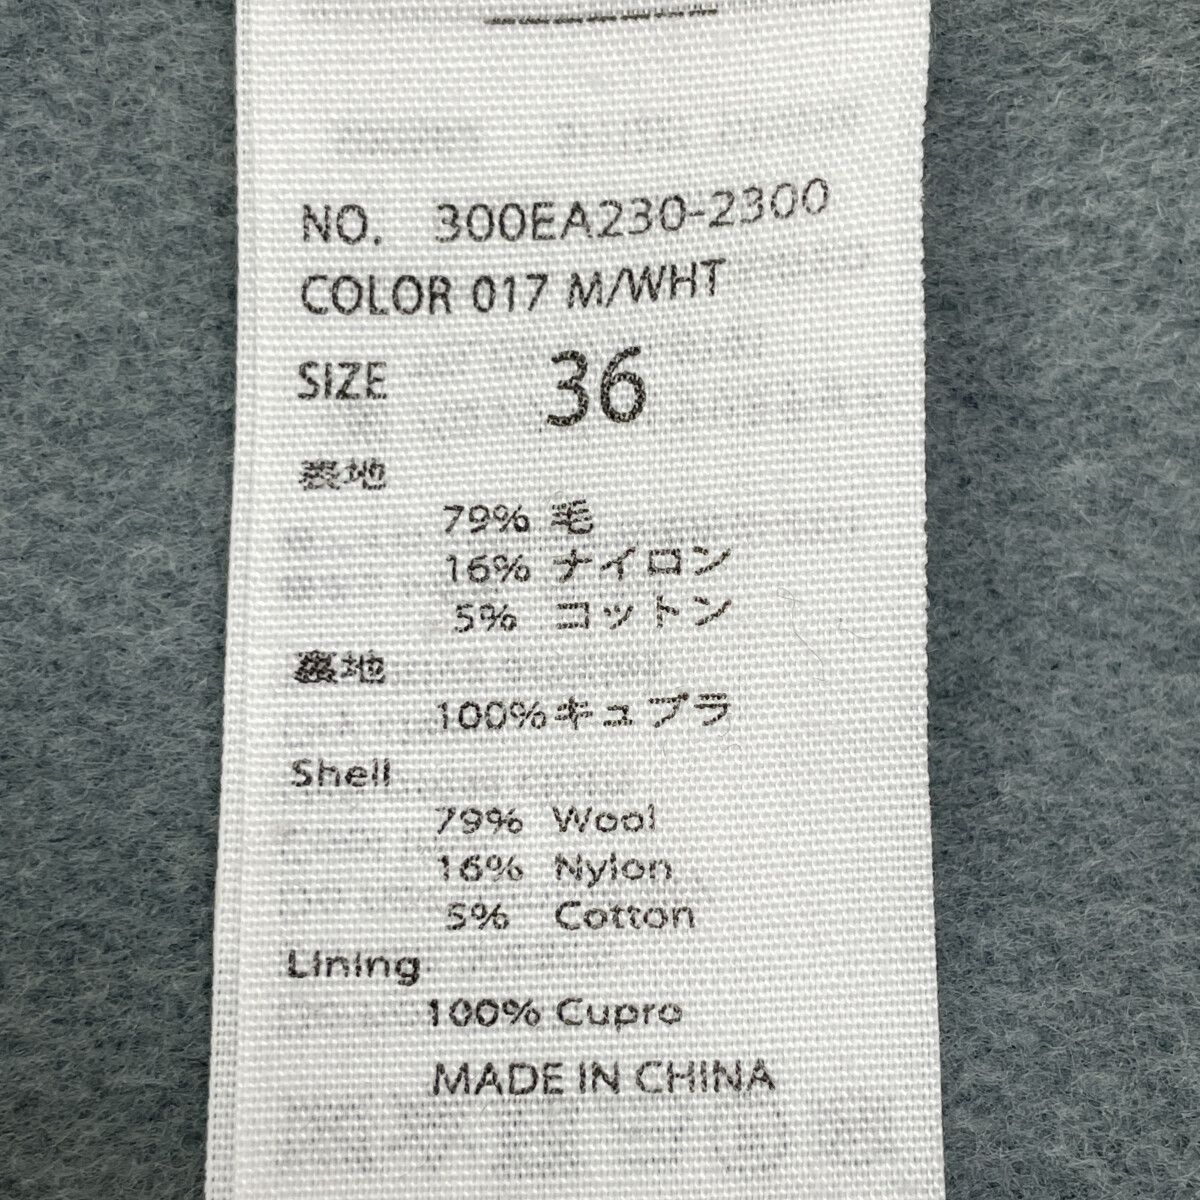 NO. 300EA230-2300
COLOR 017 M/WHT
SIZE 36
表地
79% 毛
16% ナイロン
5% コットン
裏地
100% キュプラ
Shell
79% Wool
16% Nylon
5% Cotton
Lining
100% Cupro
MADE IN CHINA